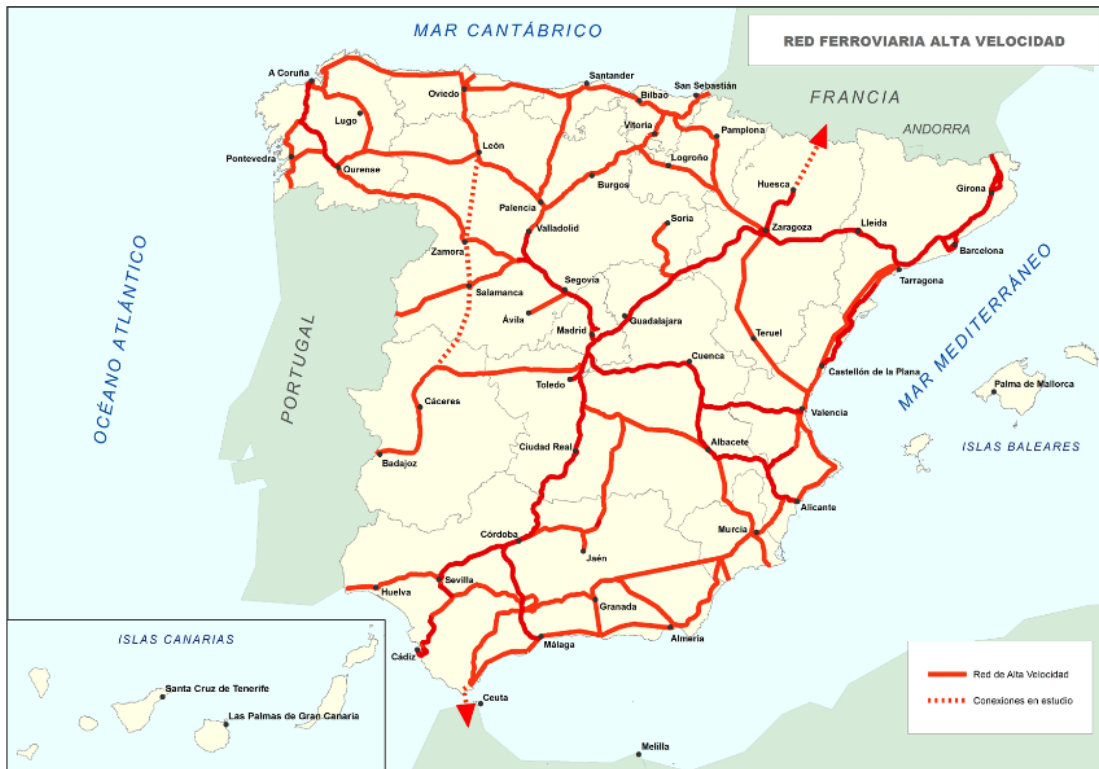 MAR CANTÁBRICO
RED FERROVIARIA ALTA VELOCIDAD
A Coruña
Santander
San Sebastián
Oviedo
Bilbao
FRANCIA
Lugo
Vitoria
ANDORRA
Pamplona
León
Pontevedra
Logroño
Qurense
Burgos
Huesca
Girona
Palencia
Soria
Valladolid
Zaragoza
Lleida
Barcelona
Zamora
Tarragona
Segovia
Salamanca
OCÉANO ATLÁNTICO
Ávila
Guadalajara
MAR MEDITERRÁNEO
Madrid
Teruel
PORTUGAL
Cuenca
Castellón de la Plana
Toledo
Palma de Mallorca
Cáceres
Valencia
Ciudad Real
Albacete
ISLAS BALEARES
Badajoz
Alicante
Murcia
Córdoba
Jaén
Sevilla
Huelva
Granada
Almería
ISLAS CANARIAS
Málaga
Cádiz
Red de Alta Velocidad
Santa Cruz de Tenerife
Ceuta
Conexiones en estudio
Las Palmas de Gran Canaria
Melilla